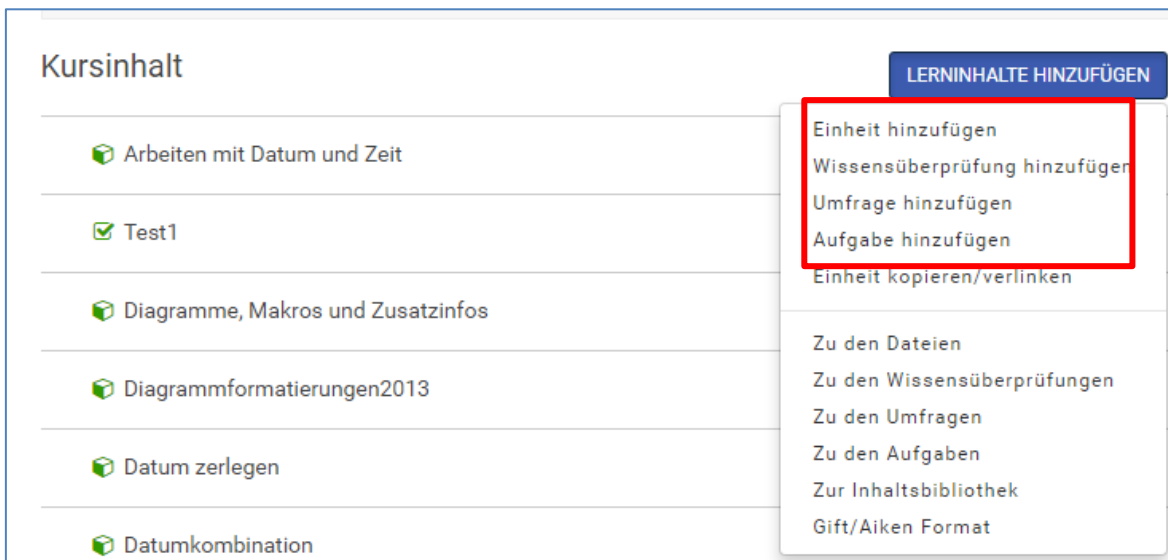 Kursinhalt
LERNINHALTE HINZUFÜGEN
Arbeiten mit Datum und Zeit
Test1
Diagramme, Makros und Zusatzinfos
Diagrammformatierungen2013
Datum zerlegen
Datumkombination
Einheit hinzufügen
Wissensüberprüfung hinzufügen
Umfrage hinzufügen
Aufgabe hinzufügen
Einheit kopieren/verlinken
Zu den Dateien
Zu den Wissensüberprüfungen
Zu den Umfragen
Zu den Aufgaben
Zur Inhaltsbibliothek
Gift/Aiken Format